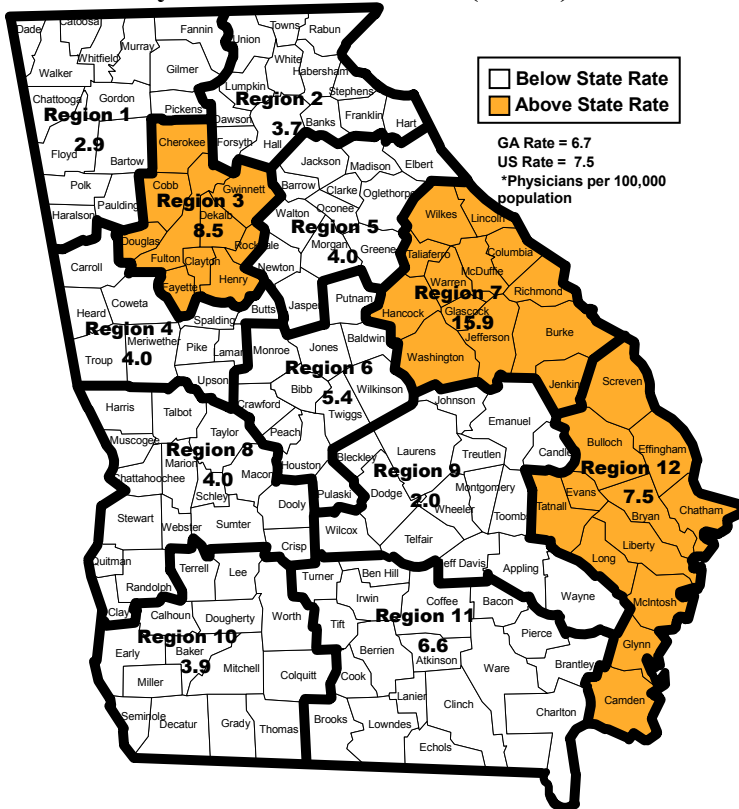 Dade
Catoosa
Fannin
Towns
Rabun
Union
Murray
Whitfield
White
Walker
Gilmer
Habersham
Lumpkin
Stephens
Chattooga
Gordon
Region 2
Pickens
Franklin
Region 1
Dawson
Banks
Hart
3.7
2.9
Cherokee
Forsyth
Hall
Floyd
Bartow
Jackson
Madison
Elbert
Polk
Cobb
Gwinnett
Barrow
Clarke
Oglethorpe
Paulding
Region 3
Oconee
Haralson
Dekalb
Walton
Region 5
Wilkes
Lincoln
8.5
Morgan
Douglas
Rockdale
4.0
Greene
Taliaferro
Columbia
Carroll
Fulton
Clayton
Newton
McDuffie
Henry
Warren
Fayette
Region 7
Richmond
Coweta
Butts
Jasper
Putnam
Hancock
Glascock
Heard
Spalding
15.9
Region 4
Baldwin
Jefferson
Burke
Meriwether
Pike
Lamar
Monroe
Jones
Washington
Troup
4.0
Region 6
Upson
Bibb
Wilkinson
Jenkins
Screven
5.4
Harris
Talbot
Crawford
Twiggs
Johnson
Emanuel
Taylor
Peach
Muscogee
Region 8
Bleckley
Laurens
Treutlen
Candler
Bulloch
Effingham
Marion
Houston
Region 9
Region 12
Chattahoochee
4.0
Macon
Schley
Pulaski
Dodge
2.0
Montgomery
Evans
7.5
Dooly
Wheeler
Tatnall
Bryan
Chatham
Stewart
Webster
Sumter
Toombs
Wilcox
Telfair
Liberty
Crisp
Long
Quitman
Terrell
Lee
Turner
Ben Hill
Jeff Davis
Appling
Randolph
Irwin
Coffee
Bacon
Wayne
McIntosh
Clay
Calhoun
Dougherty
Worth
Region 11
Region 10
Tift
Pierce
Early
Baker
Berrien
6.6
Glynn
3.9
Mitchell
Atkinson
Ware
Brantley
Miller
Colquitt
Cook
Lanier
Camden
Clinch
Seminole
Decatur
Grady
Thomas
Brooks
Lowndes
Charlton
Echols
Below State Rate
Above State Rate
GA Rate = 6.7
US Rate = 7.5
*Physicians per 100,000
population